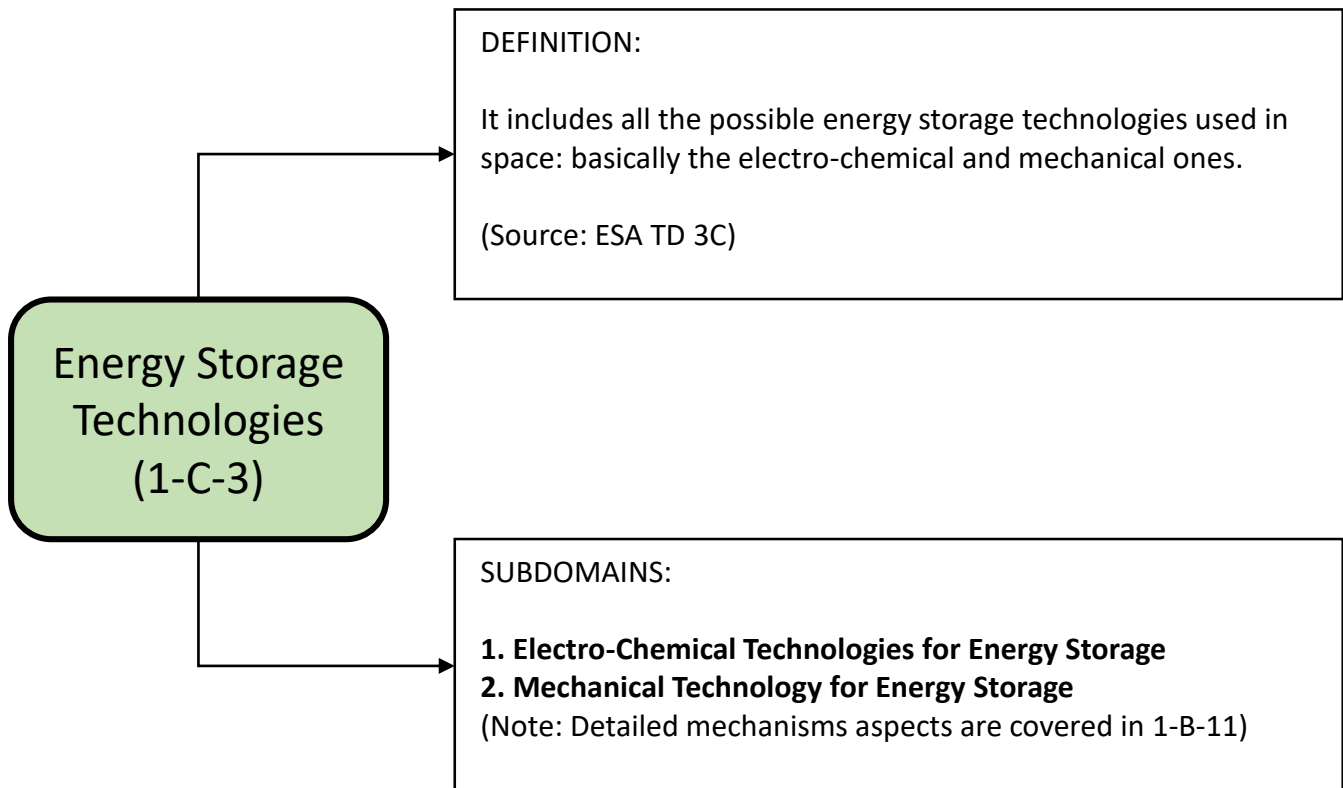 DEFINITION:
It includes all the possible energy storage technologies used in
space: basically the electro-chemical and mechanical ones.
(Source: ESA TD 3C)
Energy Storage
Technologies
(1-C-3)
SUBDOMAINS:
1. Electro-Chemical Technologies for Energy Storage
2. Mechanical Technology for Energy Storage
(Note: Detailed mechanisms aspects are covered in 1-B-11)